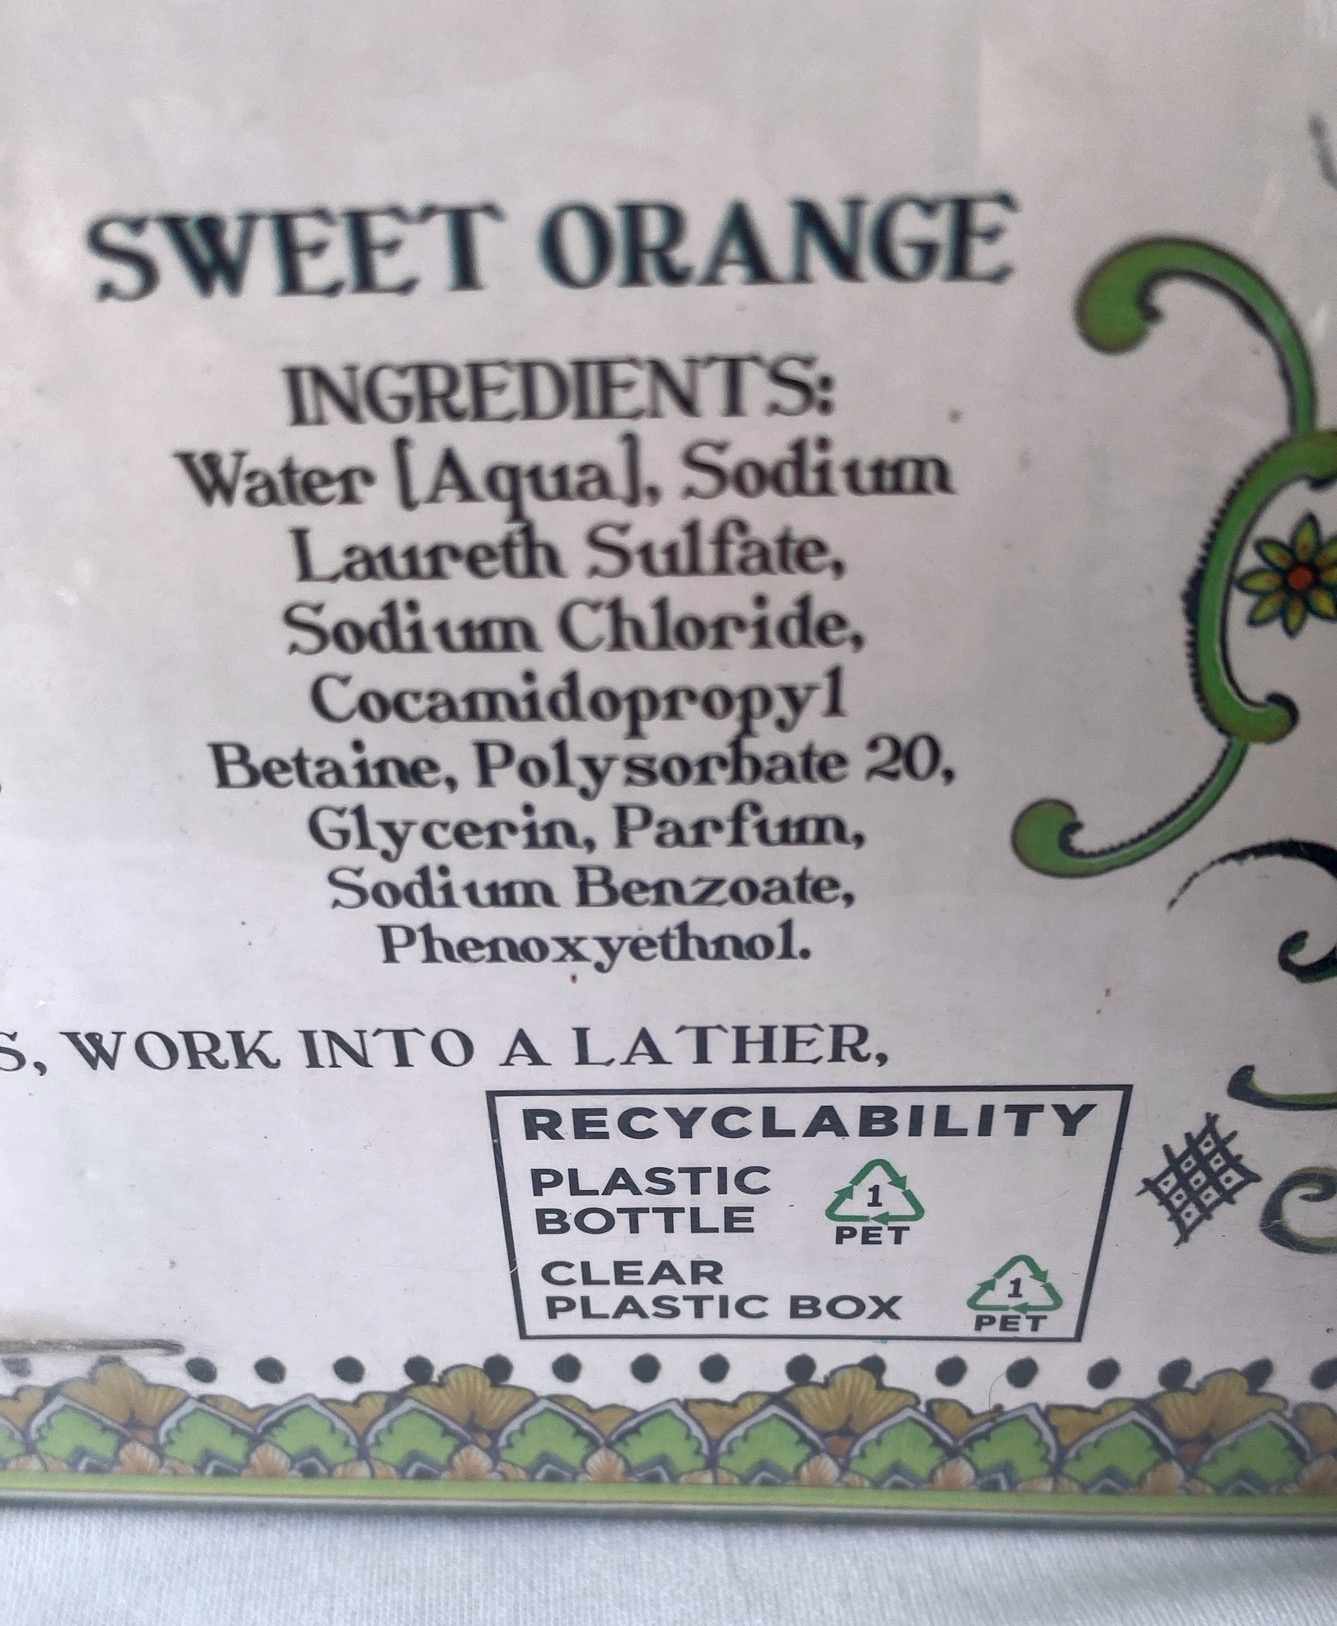 SWEET ORANGE
INGREDIENTS:
Water [Aqua], Sodium
Laureth Sulfate,
Sodium Chloride,
Cocamidopropyl
Betaine, Polysorbate 20,
Glycerin, Parfum,
Sodium Benzoate,
Phenoxyethnol.
S, WORK INTO A LATHER,
RECYCLABILITY
PLASTIC
BOTTLE
1
PET
CLEAR
PLASTIC BOX
1
PET